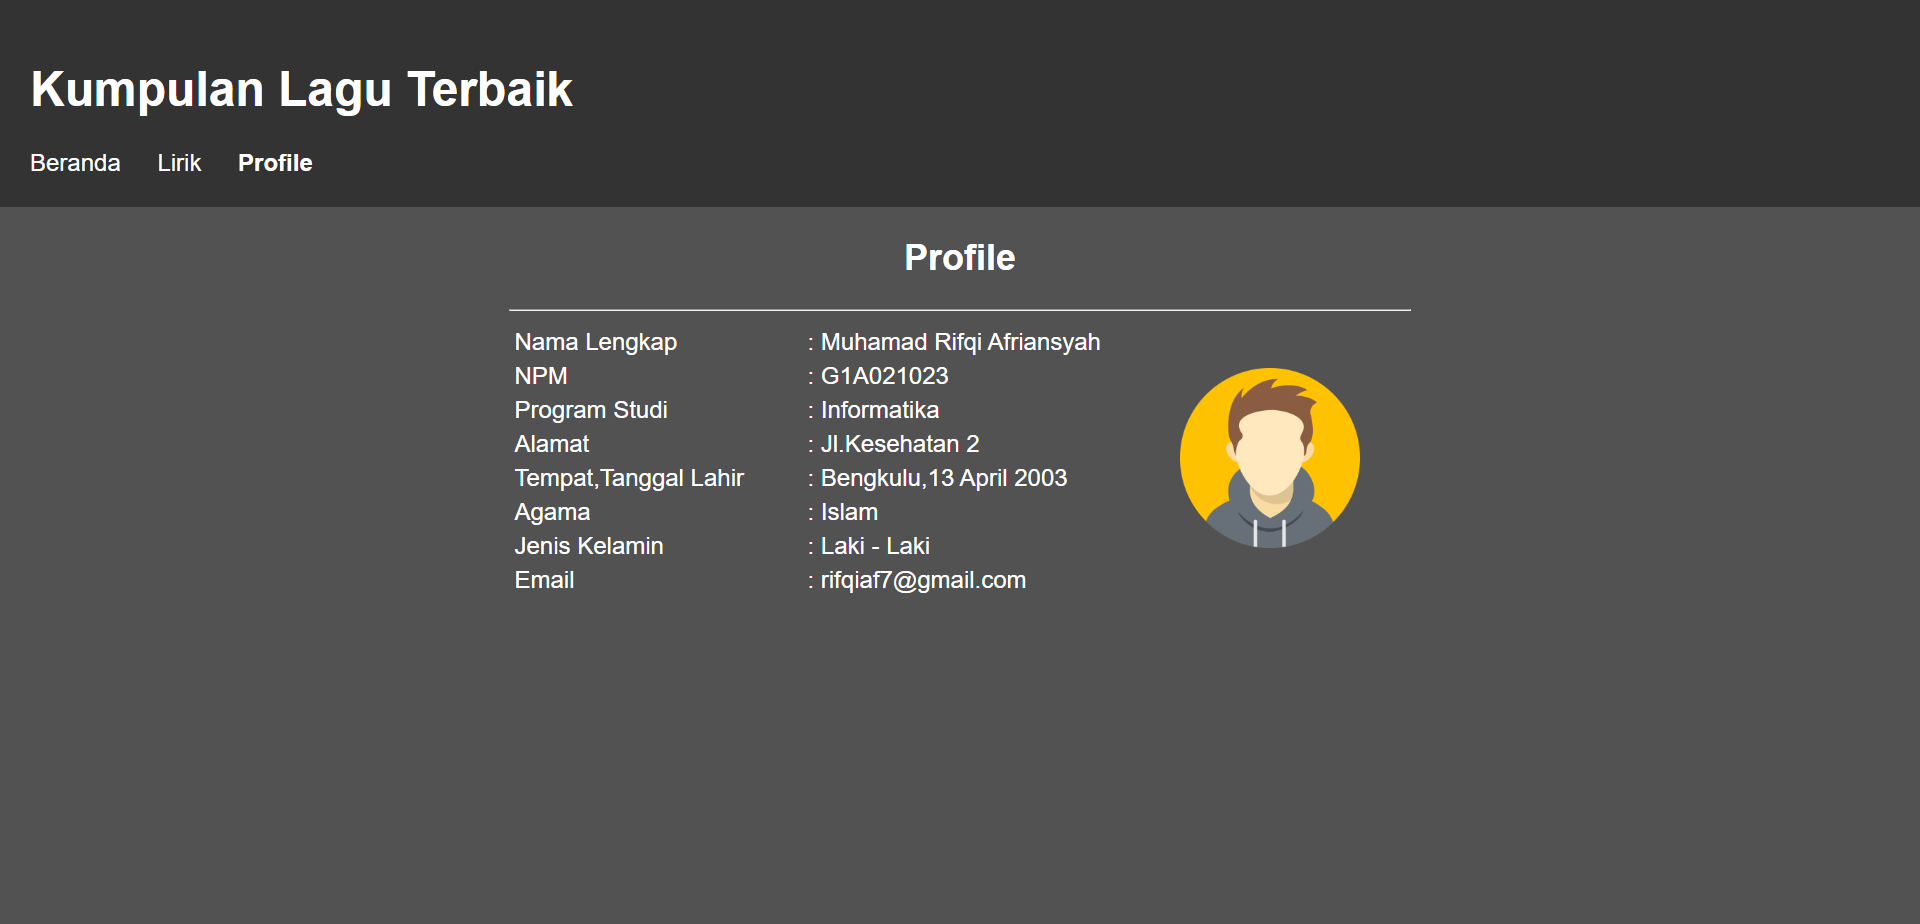 Kumpulan Lagu Terbaik
Beranda Lirik Profile
Profile
Nama Lengkap : Muhamad Rifqi Afriansyah
NPM : G1A021023
Program Studi : Informatika
Alamat : Jl.Kesehatan 2
Tempat,Tanggal Lahir : Bengkulu,13 April 2003
Agama : Islam
Jenis Kelamin : Laki - Laki
Email : rifqiaf7@gmail.com